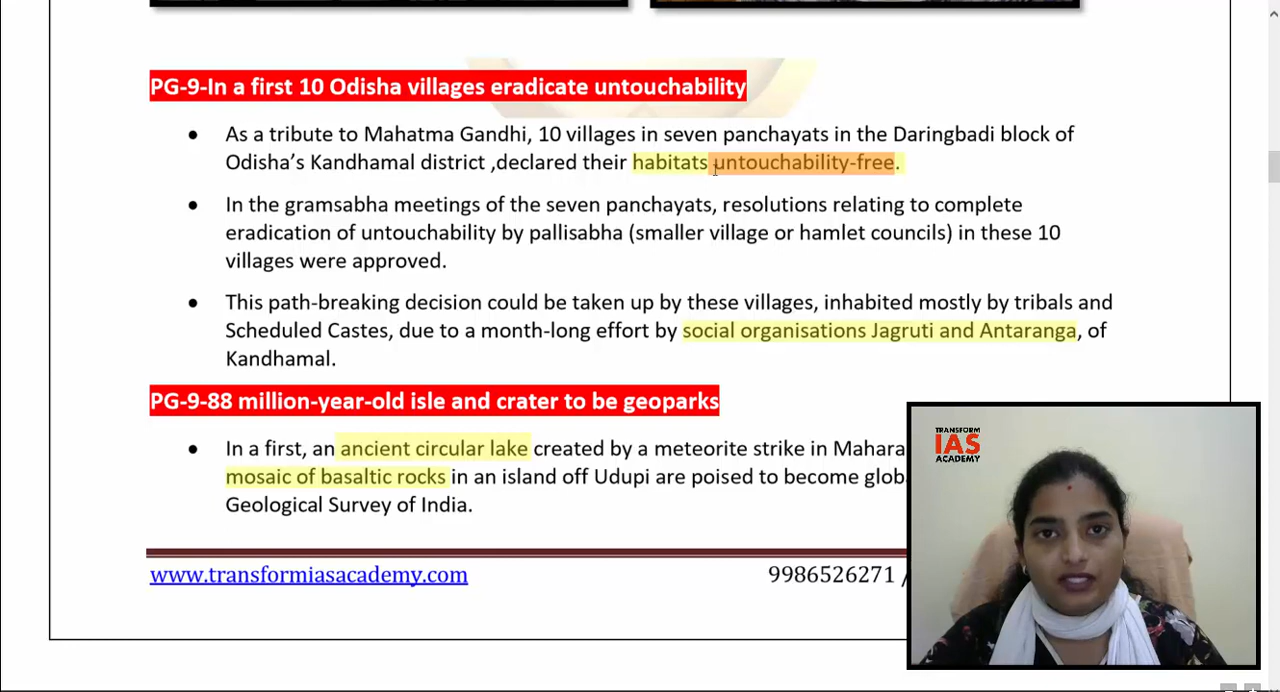 PG-9-In a first 10 Odisha villages eradicate untouchability
• As a tribute to Mahatma Gandhi, 10 villages in seven panchayats in the Daringbadi block of
Odisha’s Kandhamal district ,declared their habitats untouchability-free.
• In the gramsabha meetings of the seven panchayats, resolutions relating to complete
eradication of untouchability by pallisabha (smaller village or hamlet councils) in these 10
villages were approved.
• This path-breaking decision could be taken up by these villages, inhabited mostly by tribals and
Scheduled Castes, due to a month-long effort by social organisations Jagruti and Antaranga, of
Kandhamal.
PG-9-88 million-year-old isle and crater to be geoparks
• In a first, an ancient circular lake created by a meteorite strike in Mahara
mosaic of basaltic rocks in an island off Udupi are poised to become glob
Geological Survey of India.
www.transformiasacademy.com 9986526271 /
TRANSFORM
IAS
ACADEMY